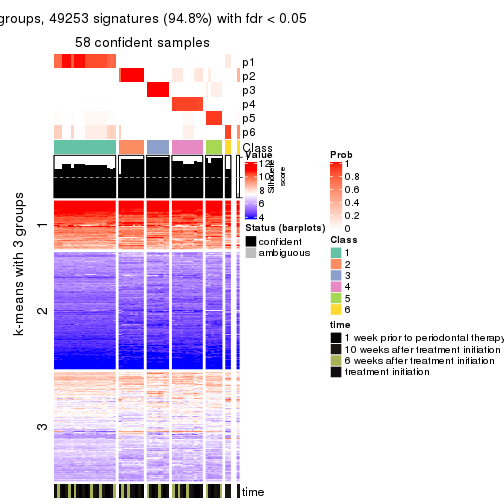 groups, 49253 signatures (94.8%) with fdr < 0.05
58 confident samples
p1
p2
p3
p4
p5
p6
Class
1
2
3
k-means with 3 groups
time
Value
12
10
8
6
4
Silhouette
score
Status (barplots)
confident
ambiguous
Prob
1
0.8
0.6
0.4
0.2
0
Class
1
2
3
4
5
6
time
1 week prior to periodontal therapy
10 weeks after treatment initiation
6 weeks after treatment initiation
treatment initiation